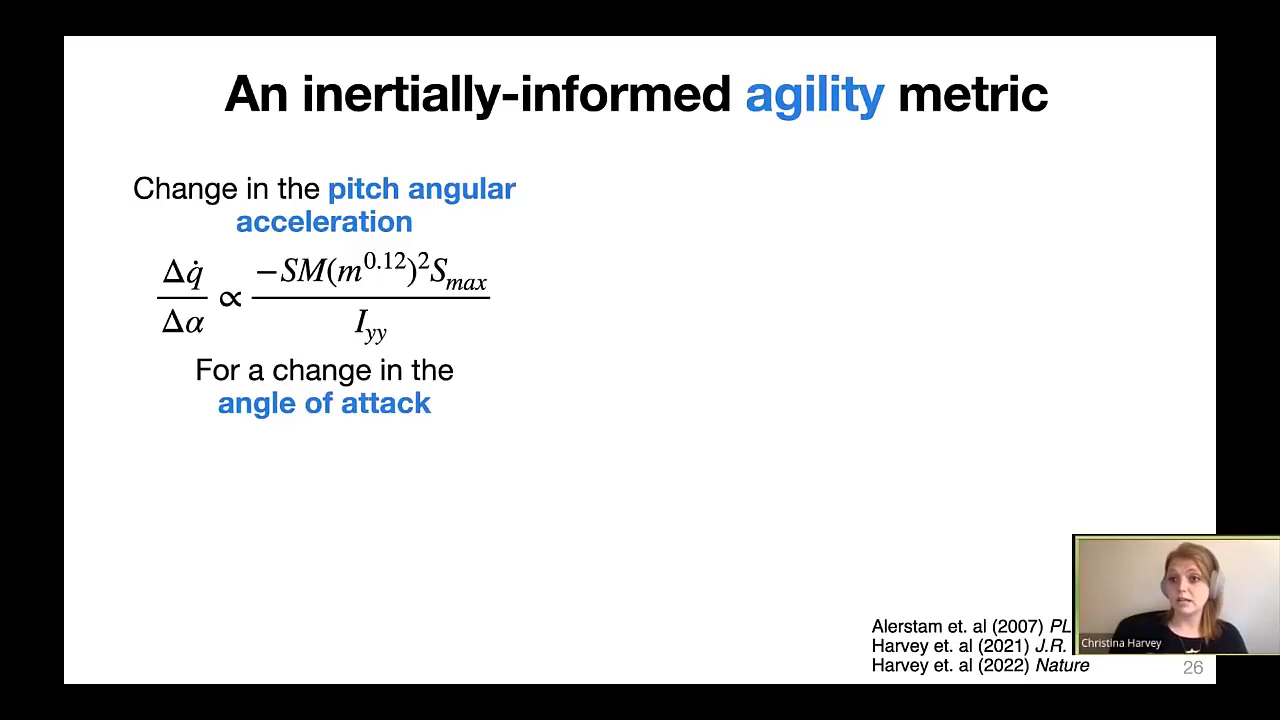 An inertially-informed agility metric
Change in the pitch angular
acceleration
Δq̇/Δα ∝ −SM(m^0.12)^2 S_max / I_yy
For a change in the
angle of attack
Alerstam et. al (2007) PL
Harvey et. al (2021) J.R.
Harvey et. al (2022) Nature
Christina Harvey
26